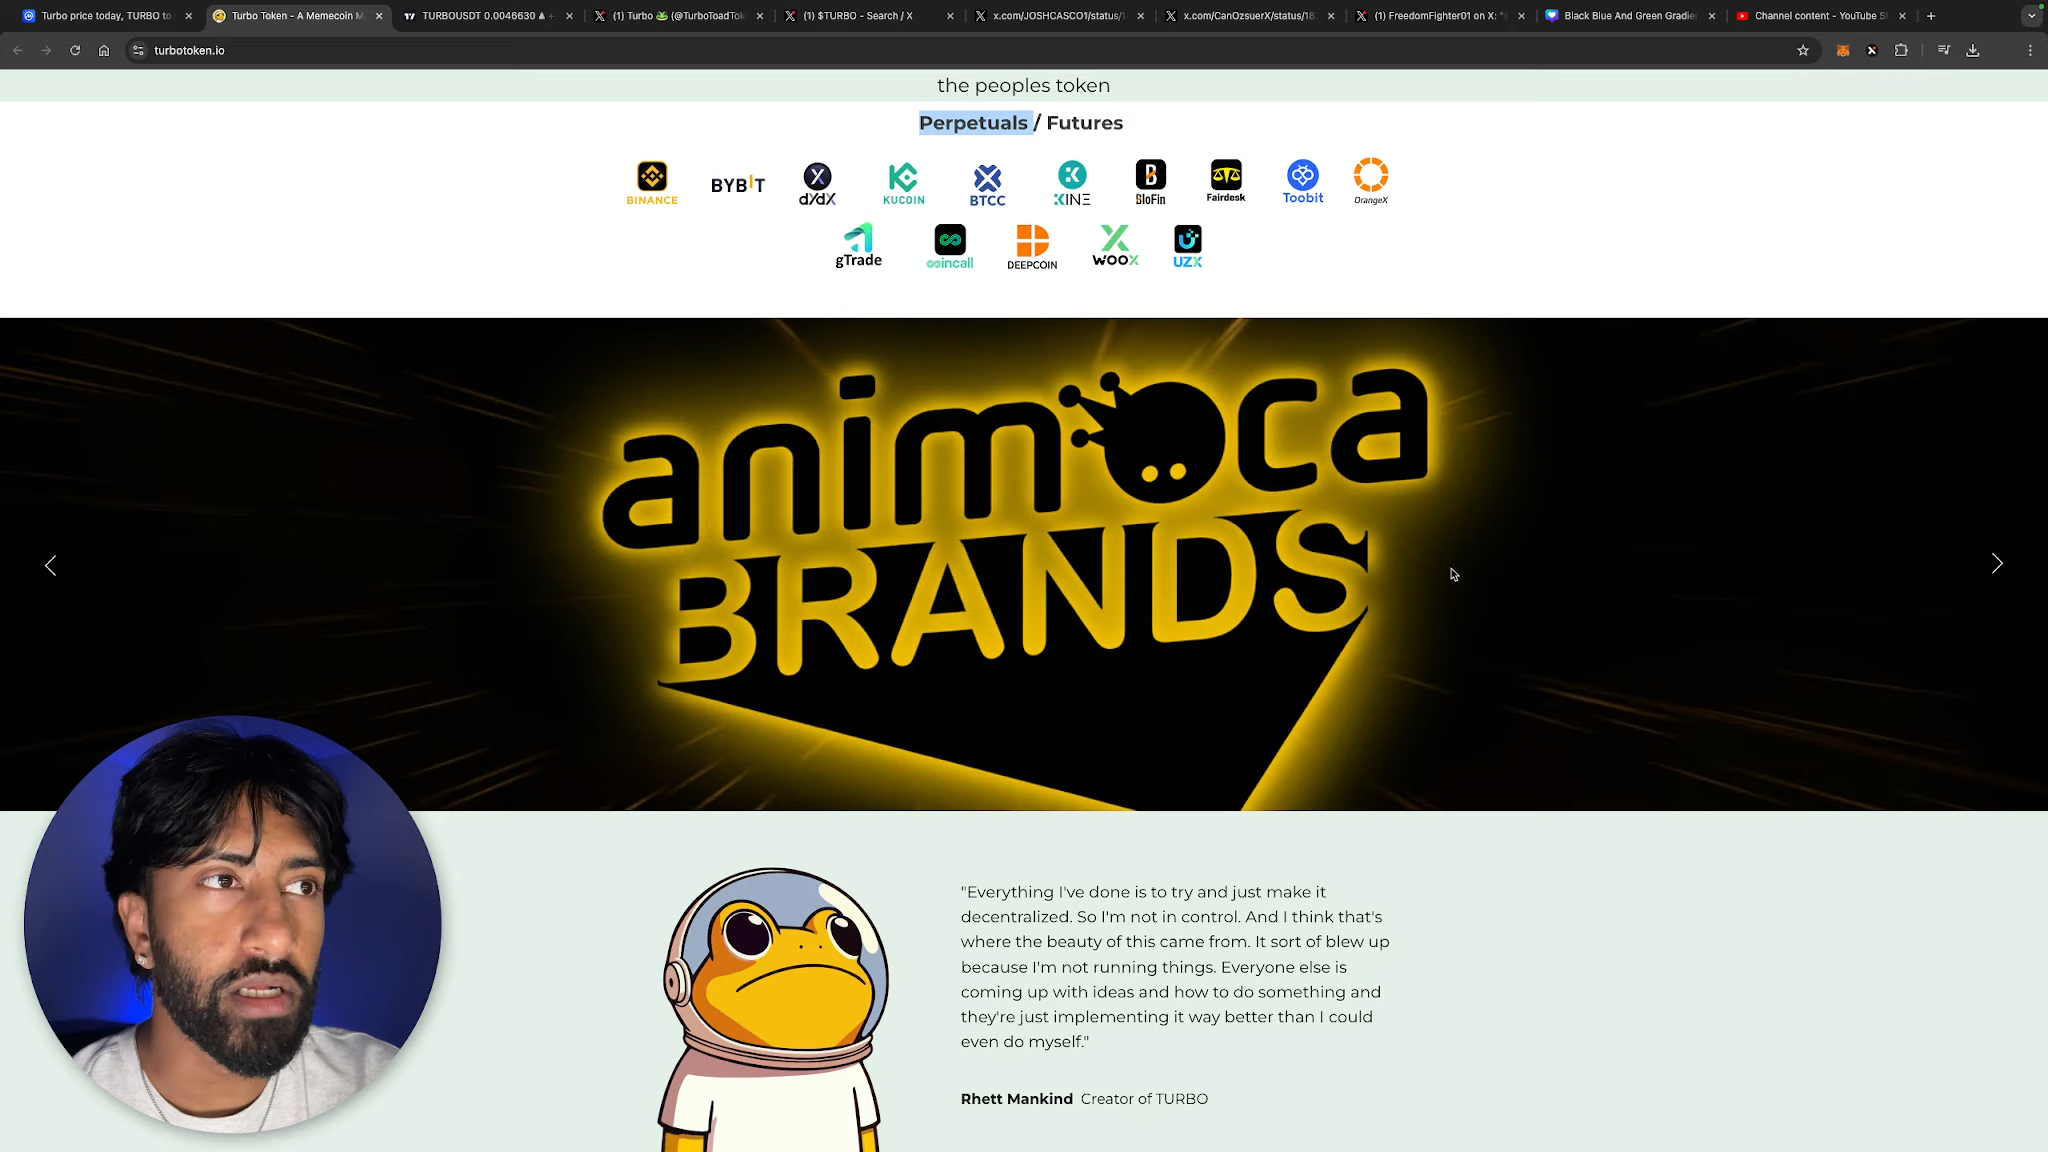 Turbo price today, TURBO to
Turbo Token - A Memecoin M
TURBOUSDT 0.0046630
(1) Turbo 🐸 (@TurboToadTok
(1) $TURBO - Search / X
x.com/JOSHCASCO1/status/1
x.com/CanOzsuerX/status/18
(1) FreedomFighter01 on X: "
Black Blue And Green Gradien
Channel content - YouTube S
turbotoken.io
the peoples token
Perpetuals / Futures
BINANCE BYBIT dYdX KUCOIN BTCC KINE BloFin Fairdesk Toobit OrangeX
gTrade coincall DEEPCOIN WOOX UZX
animoca
BRANDS
"Everything I've done is to try and just make it
decentralized. So I'm not in control. And I think that's
where the beauty of this came from. It sort of blew up
because I'm not running things. Everyone else is
coming up with ideas and how to do something and
they're just implementing it way better than I could
even do myself."
Rhett Mankind Creator of TURBO